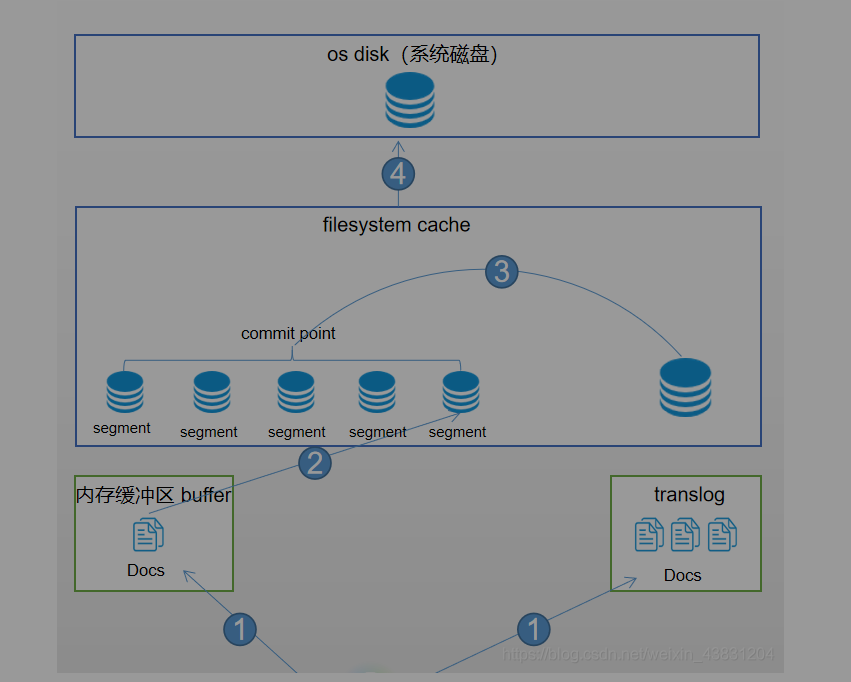 os disk（系统磁盘）
4
filesystem cache
3
commit point
segment
segment
segment
segment
segment
2
内存缓冲区 buffer
translog
Docs
Docs
1
1
https://blog.csdn.net/weixin_43831204